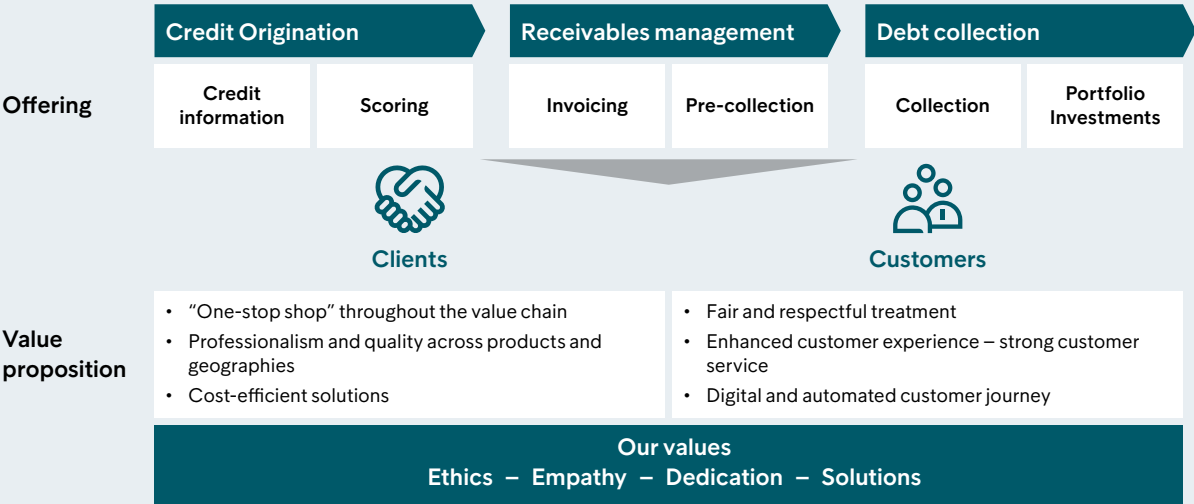 Credit Origination
Receivables management
Debt collection
Offering
Credit
information
Scoring
Invoicing
Pre-collection
Collection
Portfolio
Investments
Clients
Customers
Value
proposition
• “One-stop shop” throughout the value chain
• Professionalism and quality across products and
geographies
• Cost-efficient solutions
• Fair and respectful treatment
• Enhanced customer experience – strong customer
service
• Digital and automated customer journey
Our values
Ethics – Empathy – Dedication – Solutions